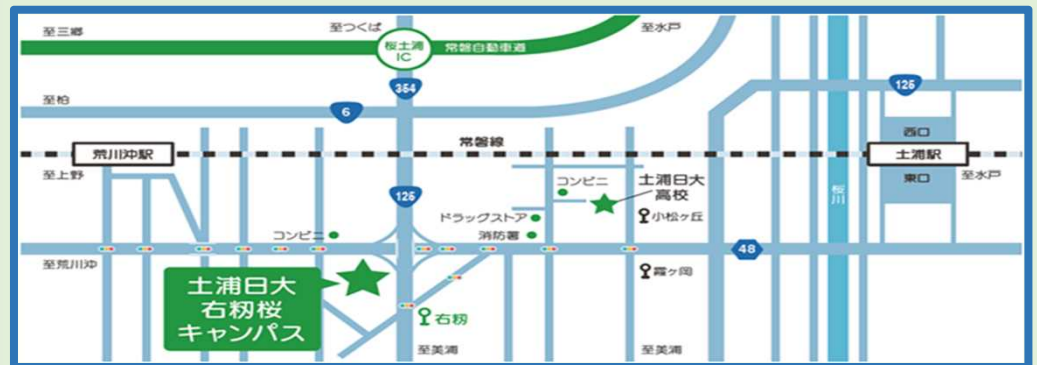 至三郷
至つくば
至水戸
桜土浦
IC
常磐自動車道
354
125
至柏
6
西口
荒川沖駅
常磐線
土浦駅
至上野
コンビニ
土浦日大
高校
東口
至水戸
125
桜川
ドラッグストア
小松ヶ丘
コンビニ
消防署
48
至荒川沖
霞ヶ岡
土浦日大
右籾桜
キャンパス
右籾
至美浦
至美浦